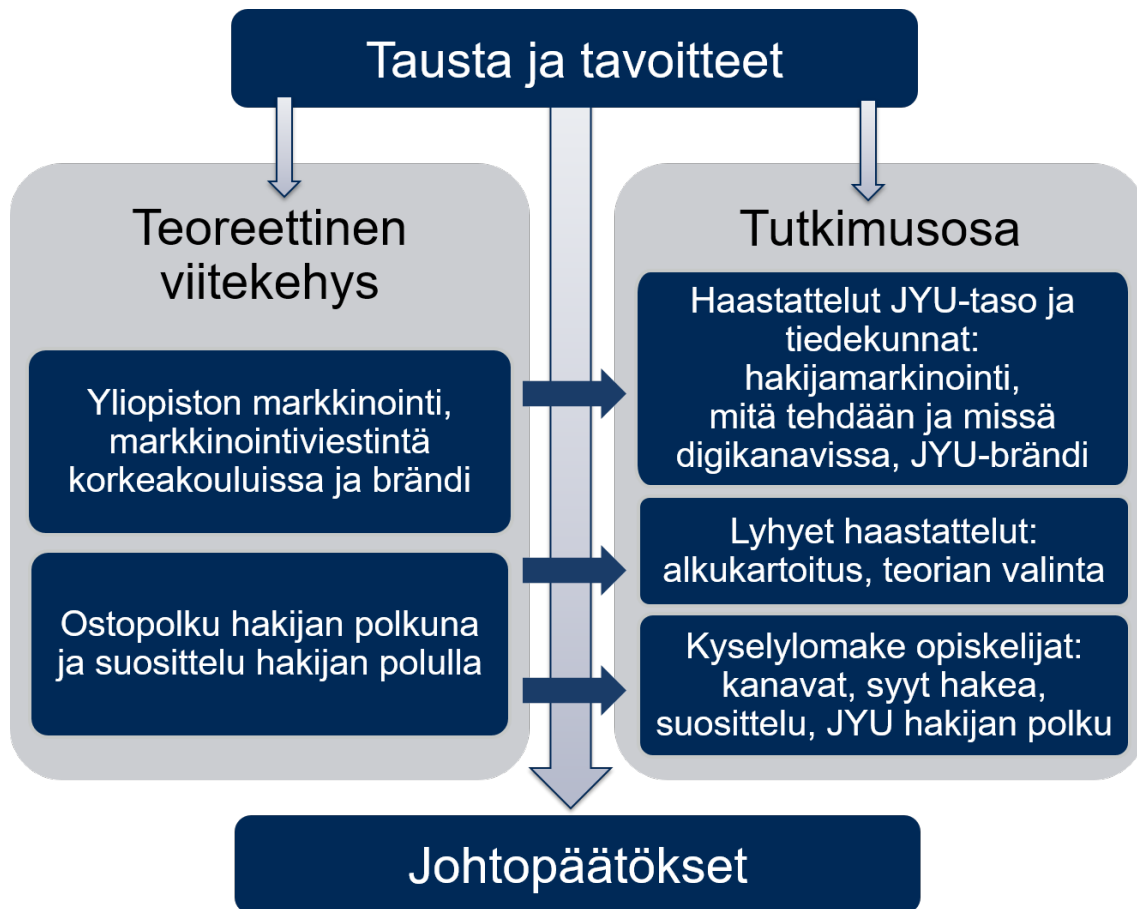 Tausta ja tavoitteet
Teoreettinen
viitekehys
Yliopiston markkinointi,
markkinointiviestintä
korkeakouluissa ja brändi
Ostopolku hakijan polkuna
ja suosittelu hakijan polulla
Tutkimusosa
Haastattelut JYU-taso ja
tiedekunnat:
hakijamarkinointi,
mitä tehdään ja missä
digikanavissa, JYU-brändi
Lyhyet haastattelut:
alkukartoitus, teorian valinta
Kyselylomake opiskelijat:
kanavat, syyt hakea,
suosittelu, JYU hakijan polku
Johtopäätökset